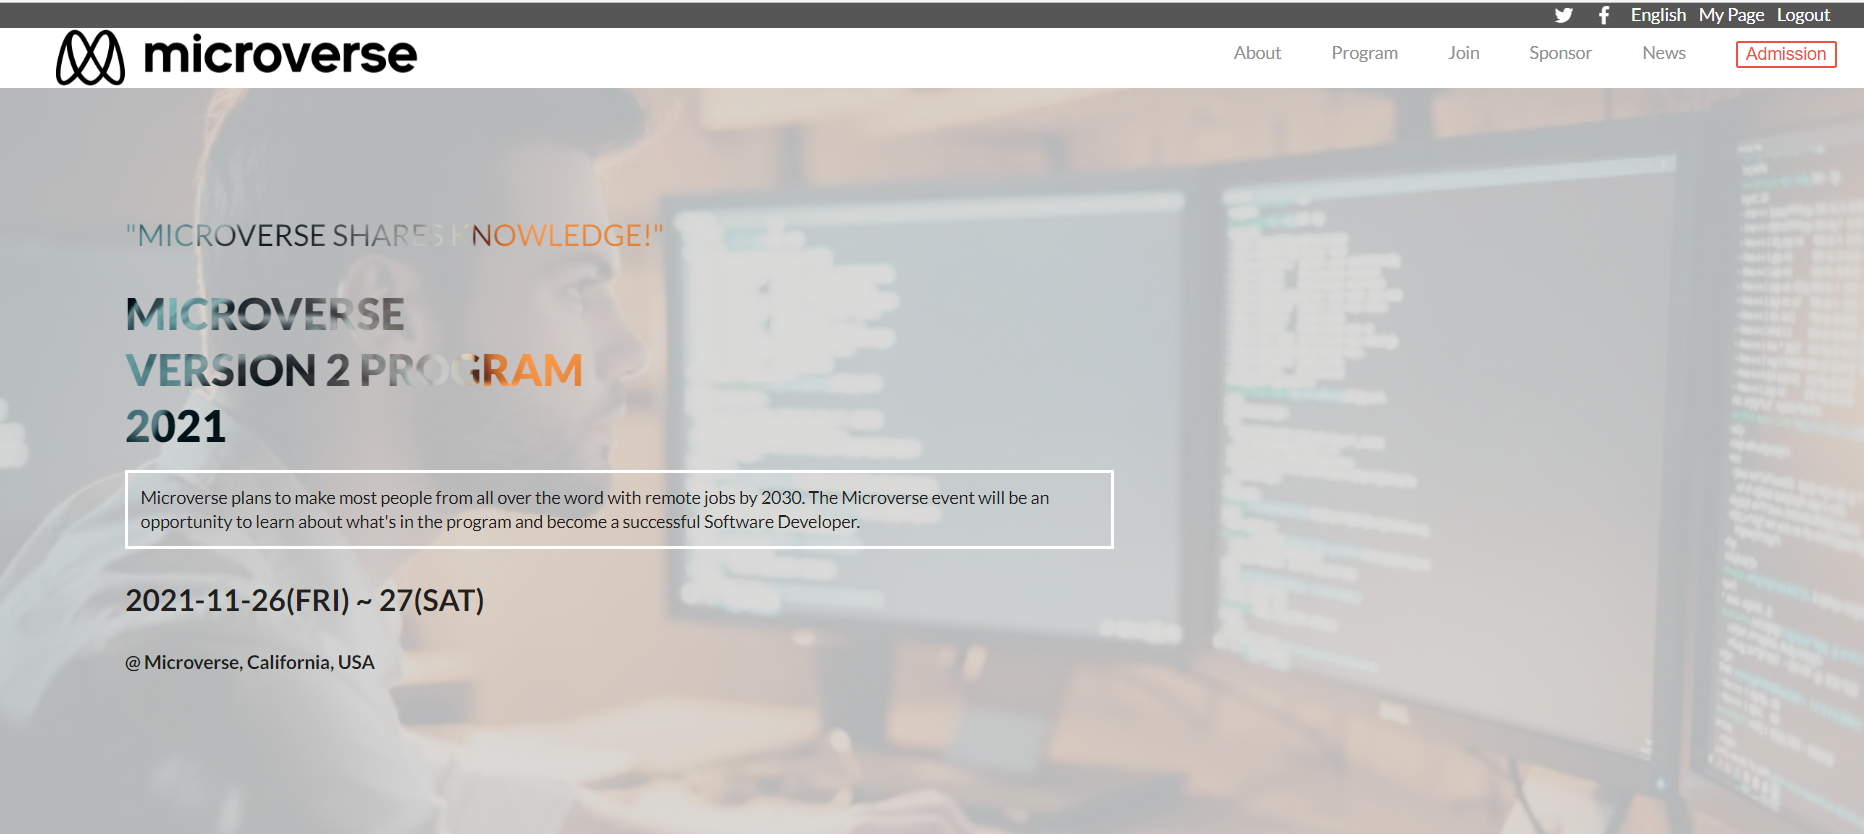 English My Page Logout
microverse
About Program Join Sponsor News Admission
"MICROVERSE SHARES KNOWLEDGE!"
MICROVERSE
VERSION 2 PROGRAM
2021
Microverse plans to make most people from all over the word with remote jobs by 2030. The Microverse event will be an
opportunity to learn about what's in the program and become a successful Software Developer.
2021-11-26(FRI) ~ 27(SAT)
@ Microverse, California, USA